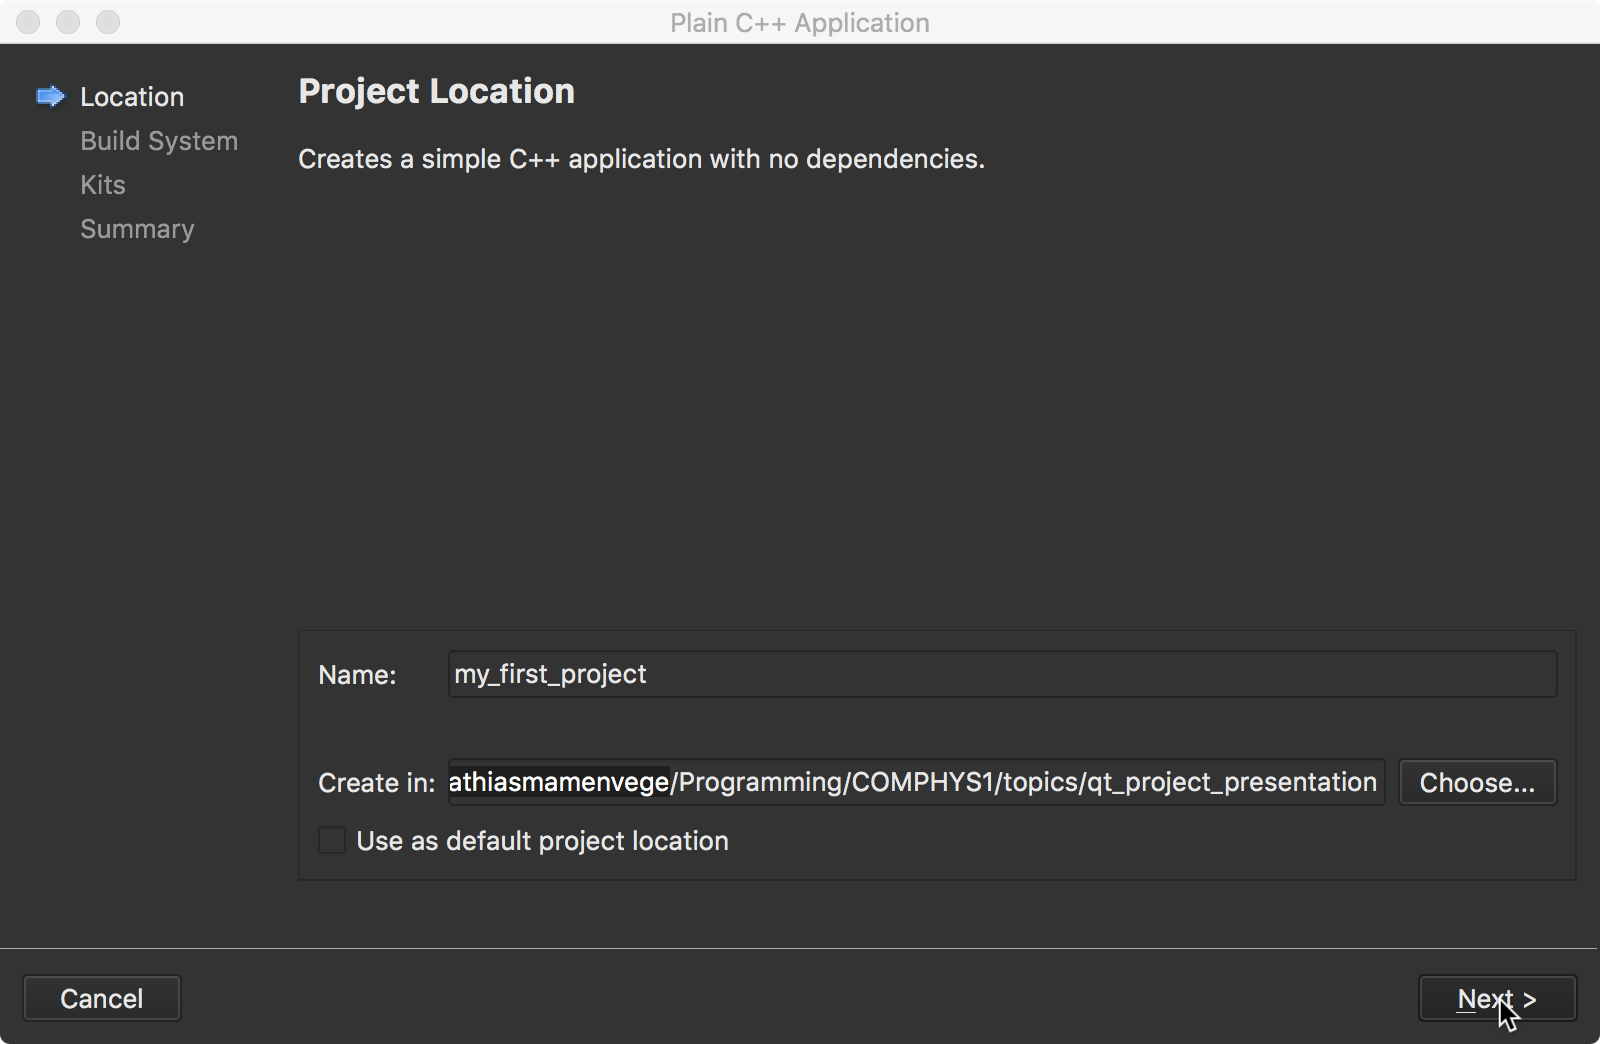 Plain C++ Application
Location
Build System
Kits
Summary
Project Location
Creates a simple C++ application with no dependencies.
Name: my_first_project
Create in: athiasmamenvege/Programming/COMPHYS1/topics/qt_project_presentation Choose...
Use as default project location
Cancel Next >